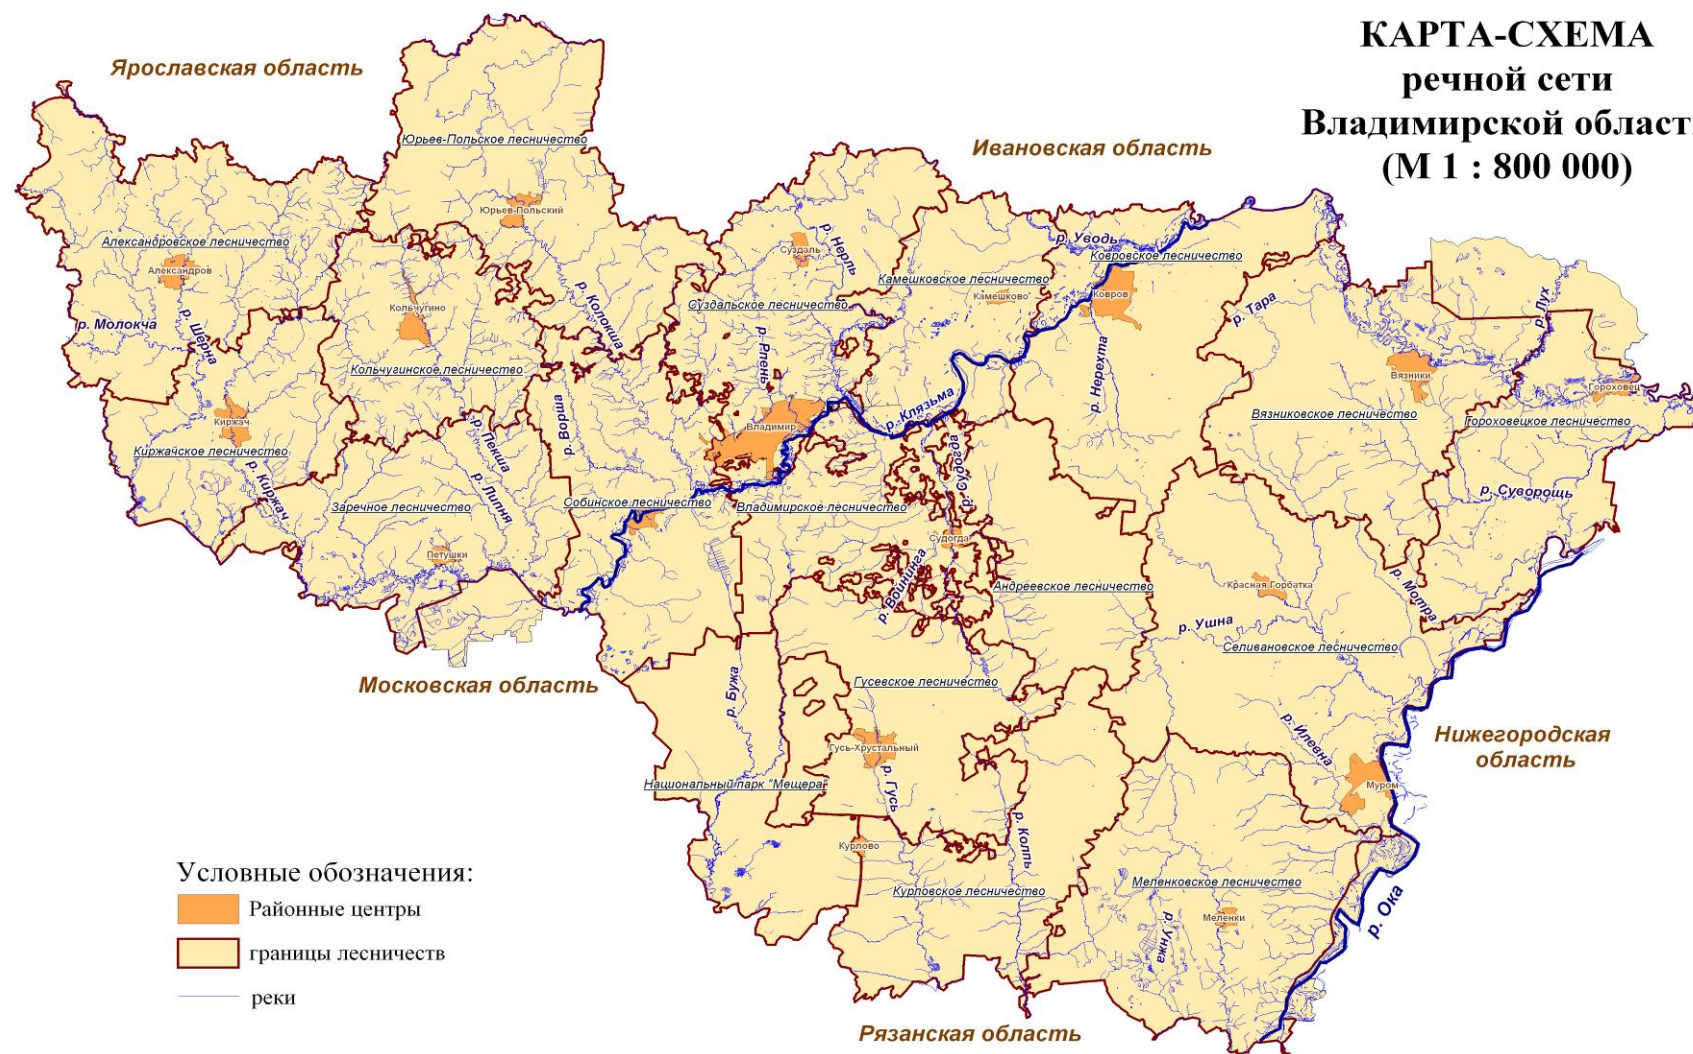 КАРТА-СХЕМА
речной сети
Владимирской област
(М 1 : 800 000)
Ярославская область
Ивановская область
Юрьев-Польское лесничество
Юрьев-Польский
Александровское лесничество
Александров
р. Молокча
р. Шерна
Кольчугино
Кольчугинское лесничество
р. Колокша
Суздаль
р. Нерль
Суздальское лесничество
р. Рпень
Камешковское лесничество
Камешково
р. Уводь
Ковровское лесничество
Ковров
р. Нерехта
р. Тара
р. Лух
Вязники
Вязниковское лесничество
Гороховец
Гороховецкое лесничество
Киржач
Киржачское лесничество
р. Киржач
р. Ворша
р. Пекша
р. Липня
Заречное лесничество
Петушки
Собинское лесничество
Владимир
р. Клязьма
Владимирское лесничество
р. Судогда
Судогда
р. Войнинга
Андреевское лесничество
р. Суворощь
Красная Горбатка
р. Мотра
р. Ушна
Селивановское лесничество
Московская область
р. Бужа
Гусевское лесничество
Гусь-Хрустальный
р. Гусь
Национальный парк "Мещера"
р. Илевна
Муром
Нижегородская
область
Курлово
р. Колпь
Курловское лесничество
Меленковское лесничество
Меленки
р. Унжа
р. Ока
Рязанская область
Условные обозначения:
Районные центры
границы лесничеств
реки